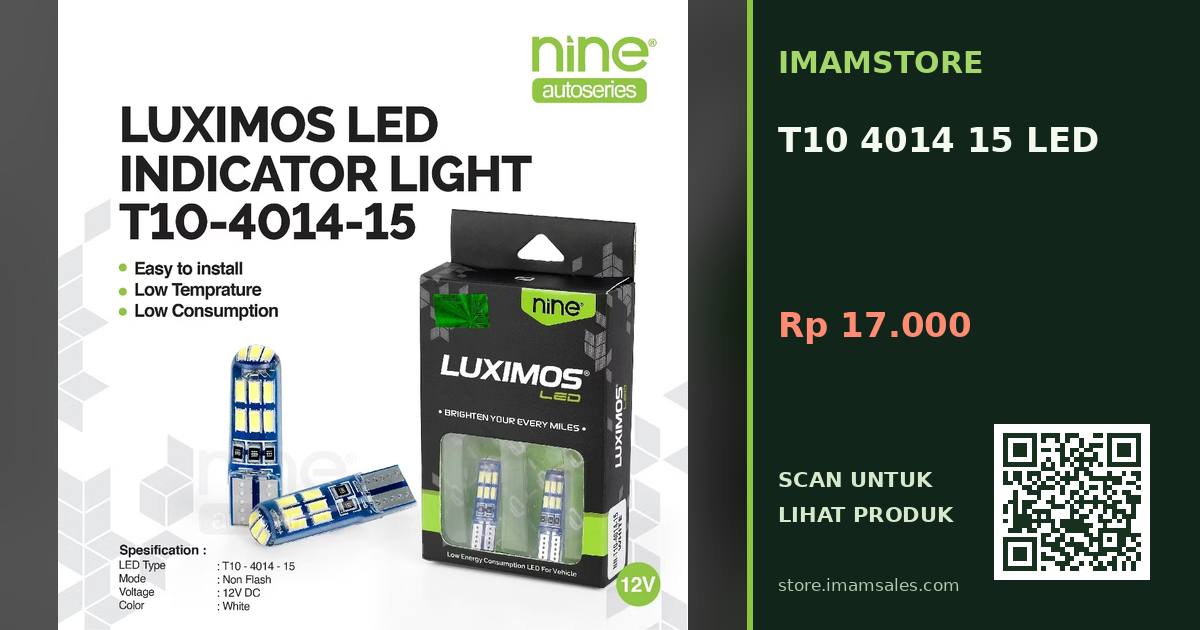 nine®
autoseries
LUXIMOS LED
INDICATOR LIGHT
T10-4014-15
Easy to install
Low Temprature
Low Consumption
nine®
LUXIMOS®
LED
• BRIGHTEN YOUR EVERY MILES •
LUXIMOS®
LED
Low Energy Consumption LED For Vehicle
12V
Spesification :
LED Type : T10 - 4014 - 15
Mode : Non Flash
Voltage : 12V DC
Color : White
IMAMSTORE
T10 4014 15 LED
Rp 17.000
SCAN UNTUK
LIHAT PRODUK
store.imamsales.com